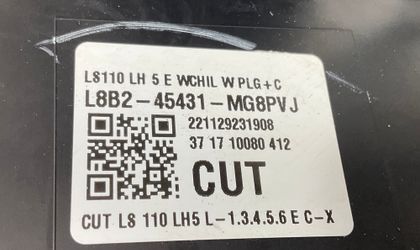 LS110 LH 5 E WCHIL W PLG+C
L8B2-45431-MG8PVJ
221129231908
37 17 10080 412
CUT
CUT LS 110 LH5 L-1.3.4.5.6 E C-X